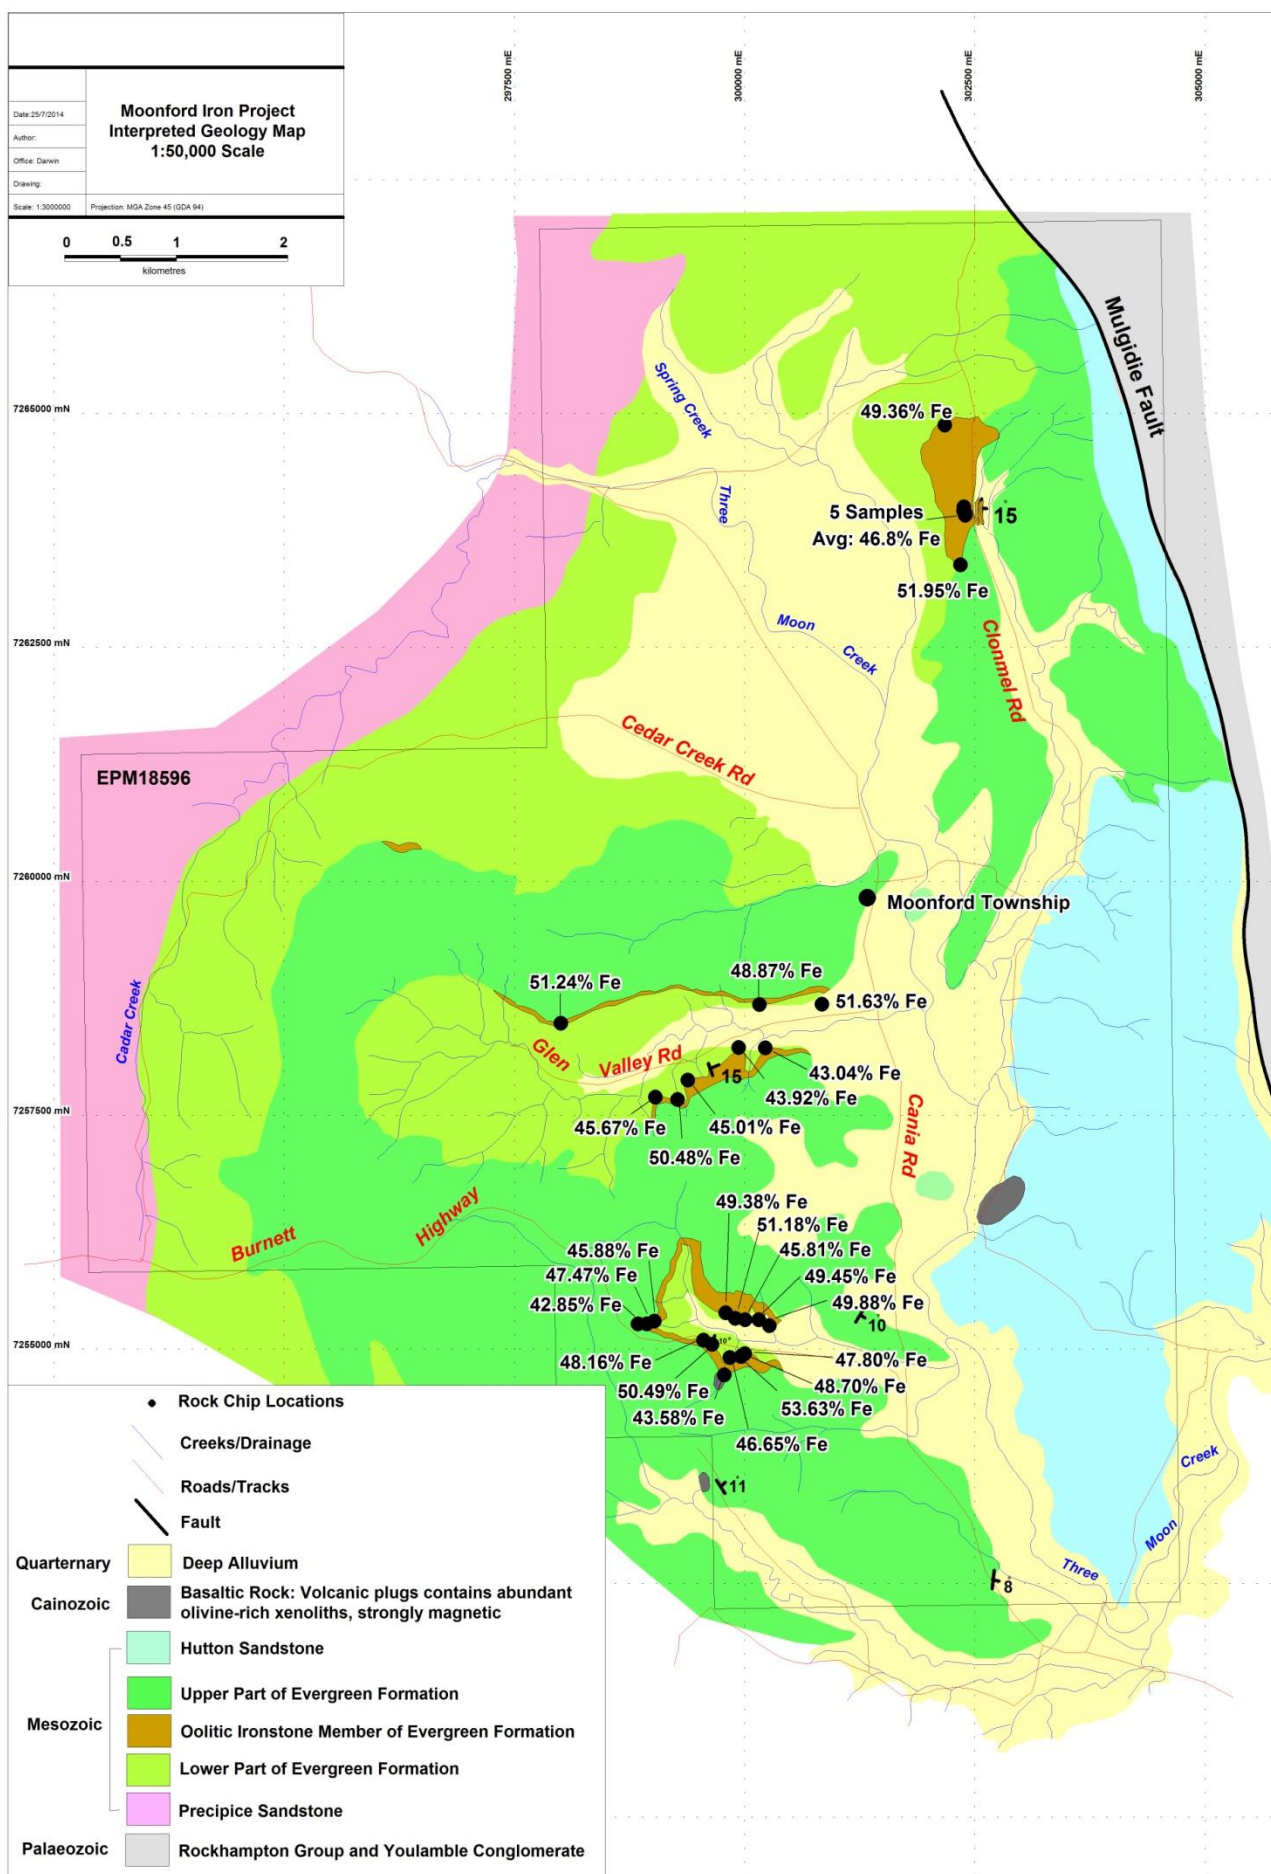 Moonford Iron Project
Interpreted Geology Map
1:50,000 Scale
Date:25/7/2014
Author:
Office: Darwin
Drawing:
Scale: 1:3000000
Projection: MGA Zone 45 (GDA 94)
0 0.5 1 2
kilometres
297500 mE
300000 mE
302500 mE
305000 mE
7265000 mN
7262500 mN
7260000 mN
7257500 mN
7255000 mN
Mulgidie Fault
Spring Creek
49.36% Fe
Three
5 Samples
15
Avg: 46.8% Fe
51.95% Fe
Moon
Creek
Clonmel Rd
Cedar Creek Rd
EPM18596
Moonford Township
Cadar Creek
51.24% Fe
48.87% Fe
51.63% Fe
Glen
Valley Rd
15
43.04% Fe
43.92% Fe
45.67% Fe
45.01% Fe
50.48% Fe
Cania Rd
Burnett
Highway
49.38% Fe
51.18% Fe
45.88% Fe
45.81% Fe
47.47% Fe
49.45% Fe
42.85% Fe
49.88% Fe
10
10
48.16% Fe
47.80% Fe
50.49% Fe
48.70% Fe
43.58% Fe
53.63% Fe
46.65% Fe
11
8
Three
Moon
Creek
Rock Chip Locations
Creeks/Drainage
Roads/Tracks
Fault
Quarternary
Deep Alluvium
Cainozoic
Basaltic Rock: Volcanic plugs contains abundant
olivine-rich xenoliths, strongly magnetic
Hutton Sandstone
Upper Part of Evergreen Formation
Mesozoic
Oolitic Ironstone Member of Evergreen Formation
Lower Part of Evergreen Formation
Precipice Sandstone
Palaeozoic
Rockhampton Group and Youlamble Conglomerate